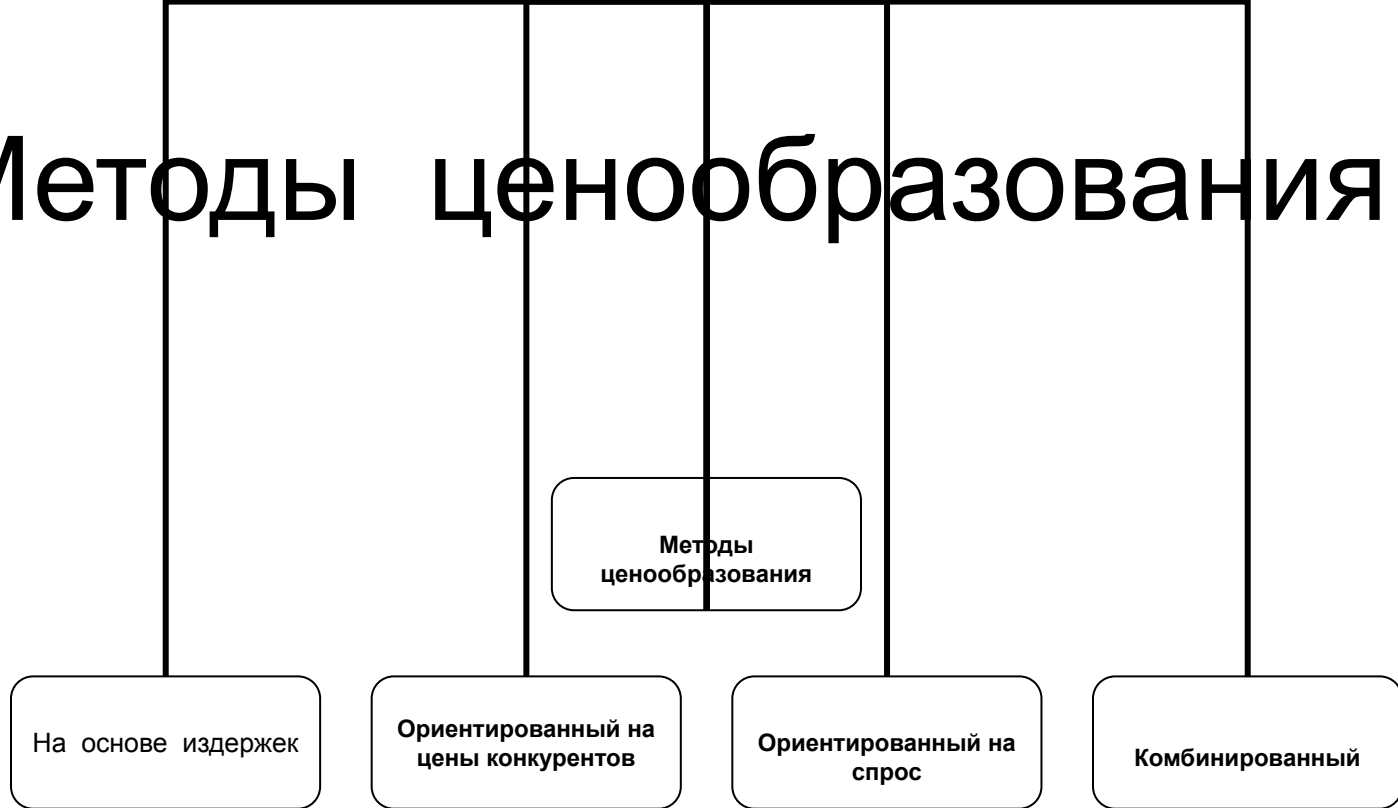 Методы ценообразования
Методы
ценообразования
На основе издержек
Ориентированный на
цены конкурентов
Ориентированный на
спрос
Комбинированный